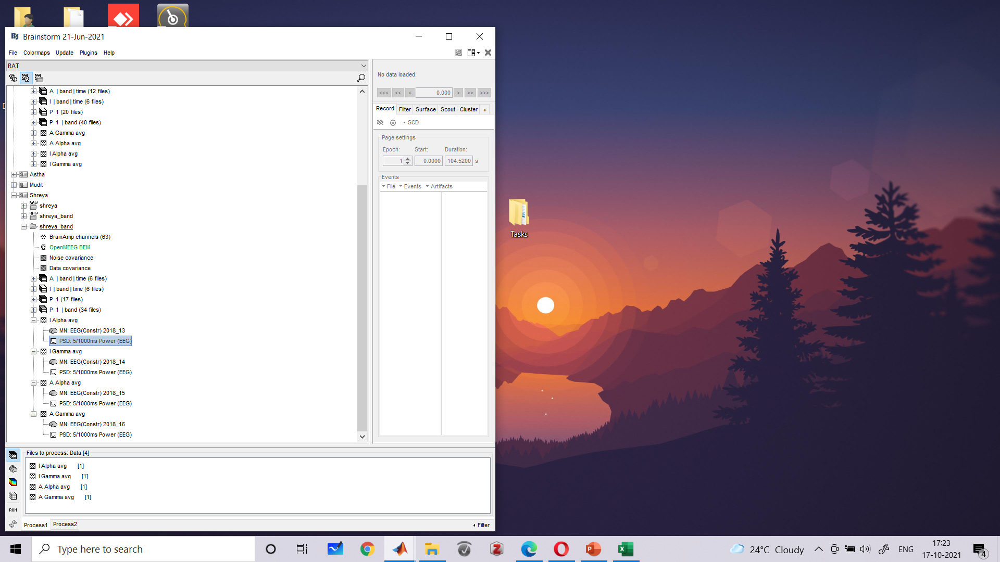 Brainstorm 21-Jun-2021
File Colormaps Update Plugins Help
RAT
No data loaded.
<<< << < 0.000 > >> >>>
Record Filter Surface Scout Cluster +
SCD
Page settings
Epoch: Start: Duration:
1 0.0000 104.5200 s
Events
File Events Artifacts
A | band | time (12 files)
I | band | time (6 files)
P 1 (20 files)
P 1 | band (40 files)
A Gamma avg
A Alpha avg
I Alpha avg
I Gamma avg
Astha
Mudit
Shreya
RAW shreya
RAW shreya_band
shreya_band
BrainAmp channels (63)
OpenMEEG BEM
Noise covariance
Data covariance
A | band | time (6 files)
I | band | time (6 files)
P 1 (17 files)
P 1 | band (34 files)
I Alpha avg
MN: EEG(Constr) 2018_13
PSD: 5/1000ms Power (EEG)
I Gamma avg
MN: EEG(Constr) 2018_14
PSD: 5/1000ms Power (EEG)
A Alpha avg
MN: EEG(Constr) 2018_15
PSD: 5/1000ms Power (EEG)
A Gamma avg
MN: EEG(Constr) 2018_16
PSD: 5/1000ms Power (EEG)
Files to process: Data [4]
I Alpha avg [1]
I Gamma avg [1]
A Alpha avg [1]
A Gamma avg [1]
RUN
Process1 Process2
Filter
Tasks
Type here to search
24°C Cloudy
ENG
17:23
17-10-2021
4